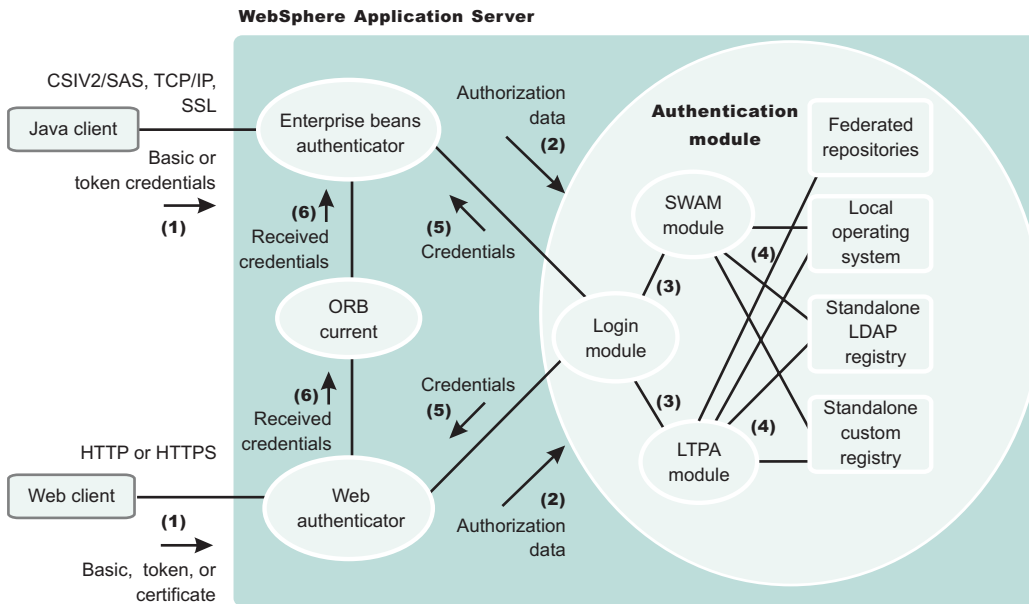 WebSphere Application Server
CSIV2/SAS, TCP/IP,
SSL
Java client
Basic or
token credentials
(1)
Enterprise beans
authenticator
(6)
Received
credentials
(5)
Credentials
Authorization
data
(2)
Authentication
module
Federated
repositories
SWAM
module
Local
operating
system
(4)
(3)
ORB
current
Login
module
Standalone
LDAP
registry
Credentials
(5)
(6)
Received
credentials
(3)
(4)
LTPA
module
Standalone
custom
registry
HTTP or HTTPS
Web client
(1)
Basic, token, or
certificate
Web
authenticator
(2)
Authorization
data